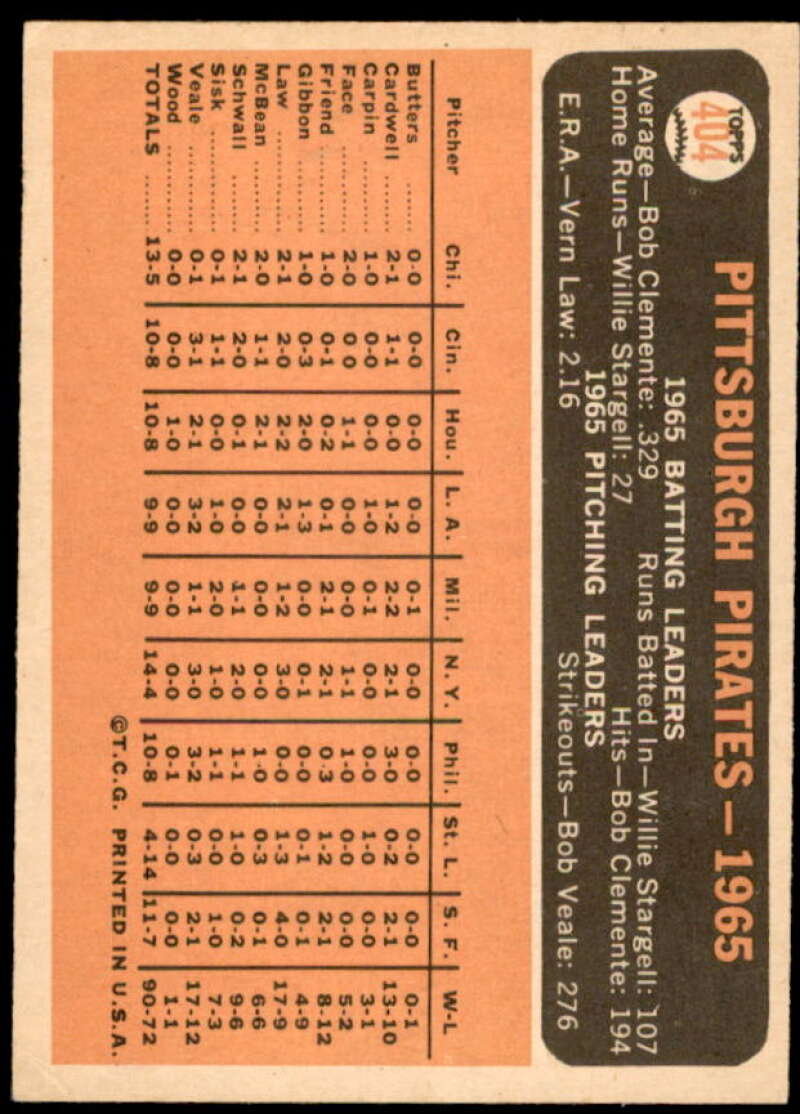 TOPPS
404
PITTSBURGH PIRATES—1965
1965 BATTING LEADERS
Average—Bob Clemente: .329 Runs Batted In—Willie Stargell: 107
Home Runs—Willie Stargell: 27 Hits—Bob Clemente: 194
1965 PITCHING LEADERS
E.R.A.—Vern Law: 2.16 Strikeouts—Bob Veale: 276
Pitcher Chi. Cin. Hou. L. A. Mil. N. Y. Phil. St. L. S. F. W-L
Butters ........ 0-0 0-0 0-0 0-0 0-1 0-0 0-0 0-0 0-0 0-1
Cardwell ...... 2-1 1-1 0-0 1-2 2-2 2-1 3-0 0-2 2-1 13-10
Carpin .......... 1-0 0-0 0-0 1-0 0-1 0-0 0-0 1-0 0-0 3-1
Face ............ 2-0 0-0 1-1 0-0 0-0 1-1 1-0 0-0 0-0 5-2
Friend .......... 1-0 0-1 0-2 0-1 2-1 2-1 0-3 1-2 2-1 8-12
Gibbon ......... 1-0 0-3 2-0 1-3 0-0 0-1 0-0 0-1 0-1 4-9
Law .............. 2-1 2-0 2-2 2-1 1-2 3-0 0-0 1-3 4-0 17-9
McBean ........ 2-0 1-1 2-1 0-0 0-0 0-0 1-0 0-3 0-1 6-6
Schwall ........ 2-1 2-0 0-1 0-0 1-1 2-0 1-1 1-0 0-2 9-6
Sisk .............. 0-1 1-1 0-0 1-0 2-0 1-0 1-1 0-0 1-0 7-3
Veale ............ 0-1 3-1 2-1 3-2 1-1 3-0 3-2 0-3 2-1 17-12
Wood ............ 0-0 0-0 1-0 0-0 0-0 0-0 0-1 0-0 0-0 1-1
TOTALS ........ 13-5 10-8 10-8 9-9 9-9 14-4 10-8 4-14 11-7 90-72
©T.C.G. PRINTED IN U.S.A.